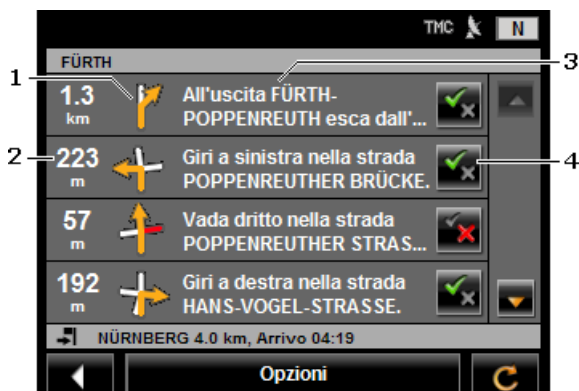 TMC N
FÜRTH
1
3
1.3 km
All'uscita FÜRTH-
POPPENREUTH esca dall'...
2
223 m
Giri a sinistra nella strada
POPPENREUTHER BRÜCKE.
4
57 m
Vada dritto nella strada
POPPENREUTHER STRAS...
192 m
Giri a destra nella strada
HANS-VOGEL-STRASSE.
NÜRNBERG 4.0 km, Arrivo 04:19
Opzioni